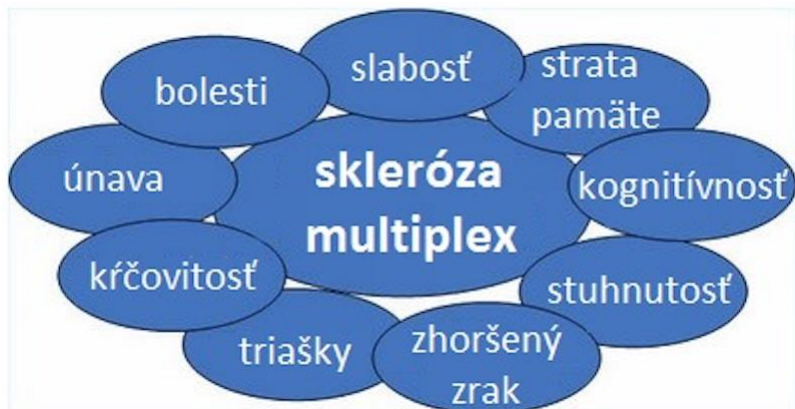 slabosť
strata
pamäte
bolesti
skleróza
multiplex
únava
kognitívnosť
kŕčovitosť
stuhnutosť
triašky
zhoršený
zrak